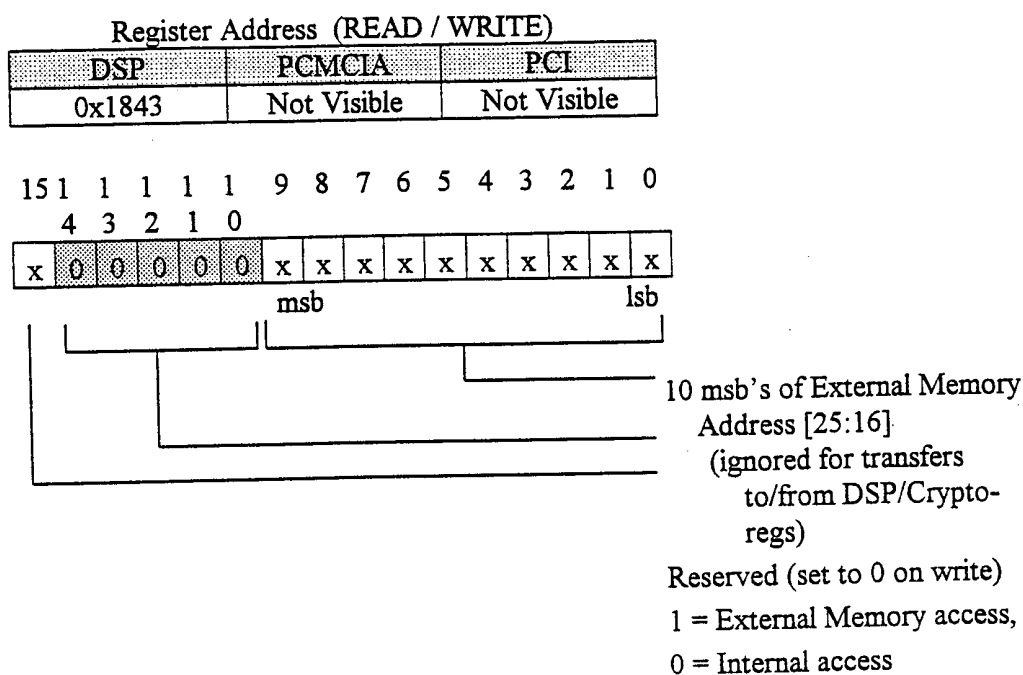 Register Address (READ / WRITE)
DSP PCMCIA PCI
0x1843 Not Visible Not Visible
15 1 1 1 1 1 9 8 7 6 5 4 3 2 1 0
4 3 2 1 0
x 0 0 0 0 0 x x x x x x x x x x
msb lsb
10 msb's of External Memory
Address [25:16]
(ignored for transfers
to/from DSP/Crypto-
regs)
Reserved (set to 0 on write)
1 = External Memory access,
0 = Internal access